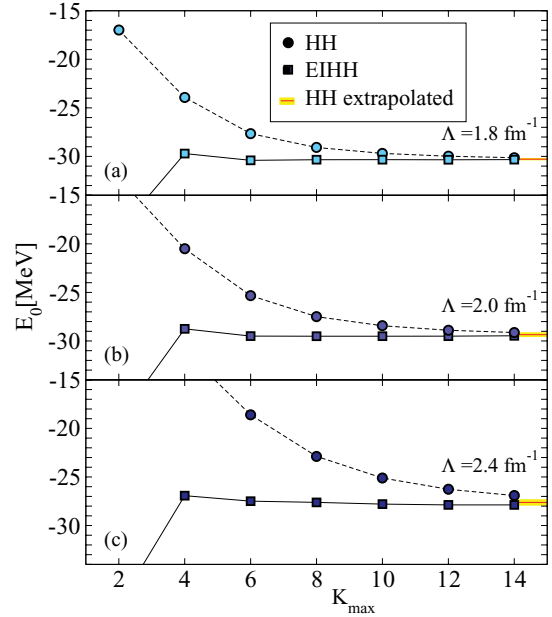 -15
-20
-25
-30
HH
EIHH
HH extrapolated
Λ =1.8 fm⁻¹
(a)
-15
-20
-25
-30
Λ =2.0 fm⁻¹
(b)
-15
-20
-25
-30
Λ =2.4 fm⁻¹
(c)
E₀[MeV]
2 4 6 8 10 12 14
Kmax